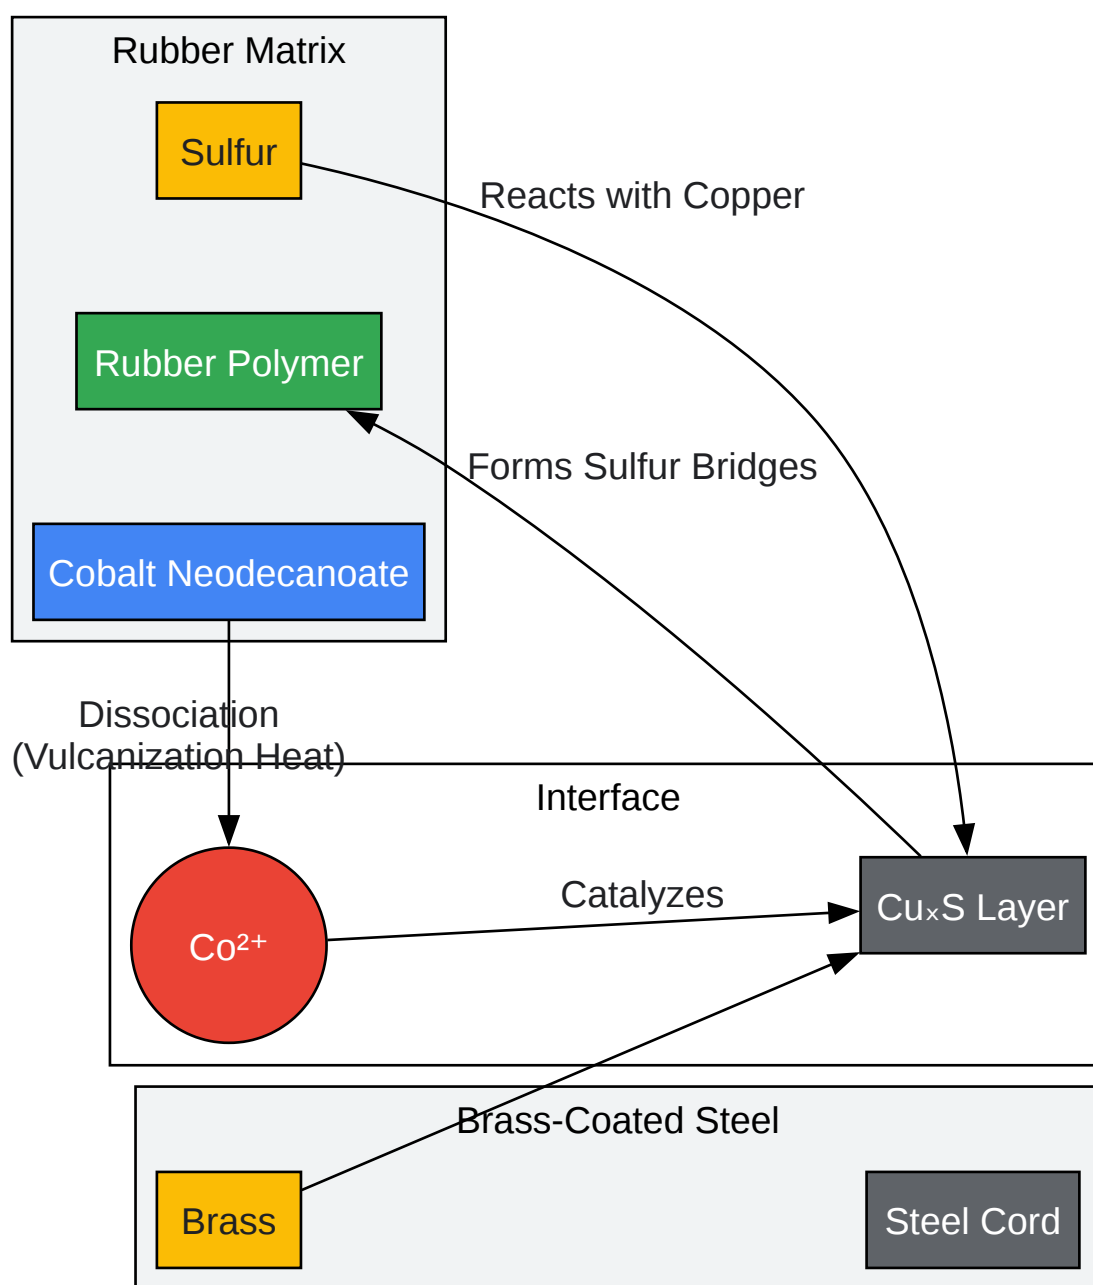 Rubber Matrix
Sulfur
Reacts with Copper
Rubber Polymer
Forms Sulfur Bridges
Cobalt Neodecanoate
Dissociation
(Vulcanization Heat)
Interface
Catalyzes
CuₓS Layer
Co²⁺
Brass-Coated Steel
Brass
Steel Cord